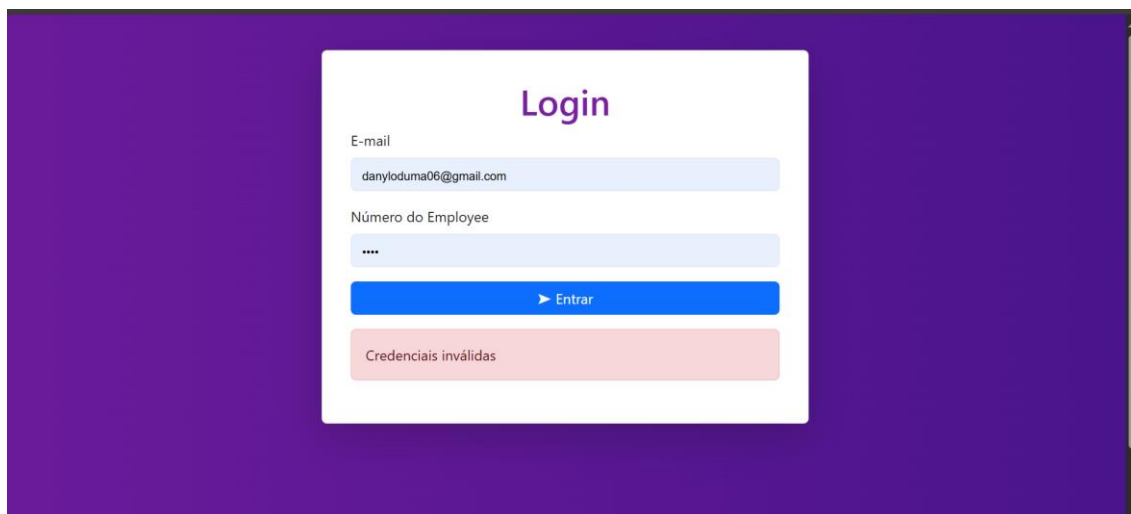 Login
E-mail
danyloduma06@gmail.com
Número do Employee
••••
➤ Entrar
Credenciais inválidas